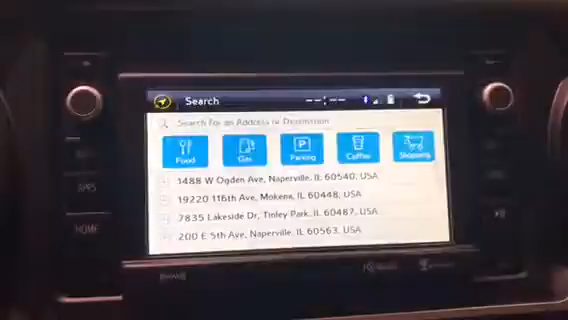 Search --:--
Search for an Address or Destination
Food Gas Parking Coffee Shopping
1488 W Ogden Ave, Naperville, IL 60540, USA
19220 116th Ave, Mokena, IL 60448, USA
7835 Lakeside Dr, Tinley Park, IL 60487, USA
200 E 5th Ave, Naperville, IL 60563, USA
APPS
HOME